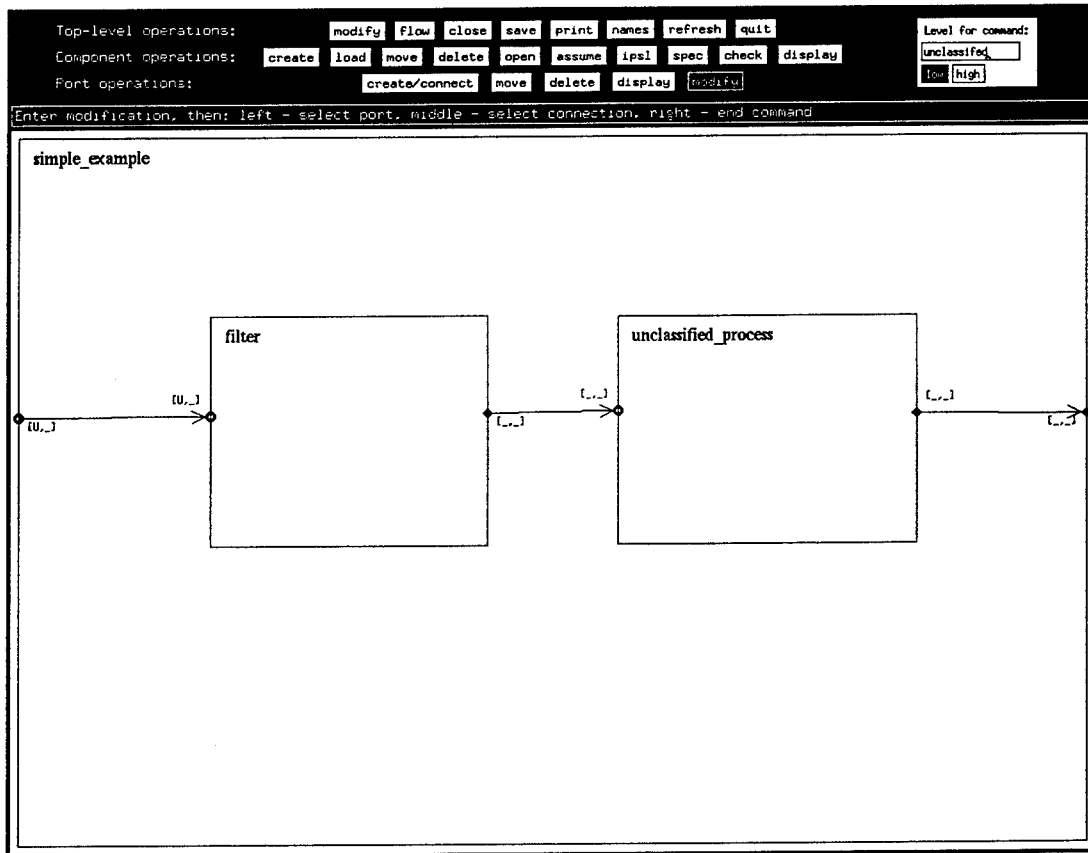 Top-level operations: modify flow close save print names refresh quit
Component operations: create load move delete open assume ipsl spec check display
Port operations: create/connect move delete display modify
Level for command:
unclassifed
low high
Enter modification, then: left - select port, middle - select connection, right - end command
simple_example
filter
unclassified_process
[U,_]
[U,_]
[_,_]
[_,_]
[_,_]
[_,_]